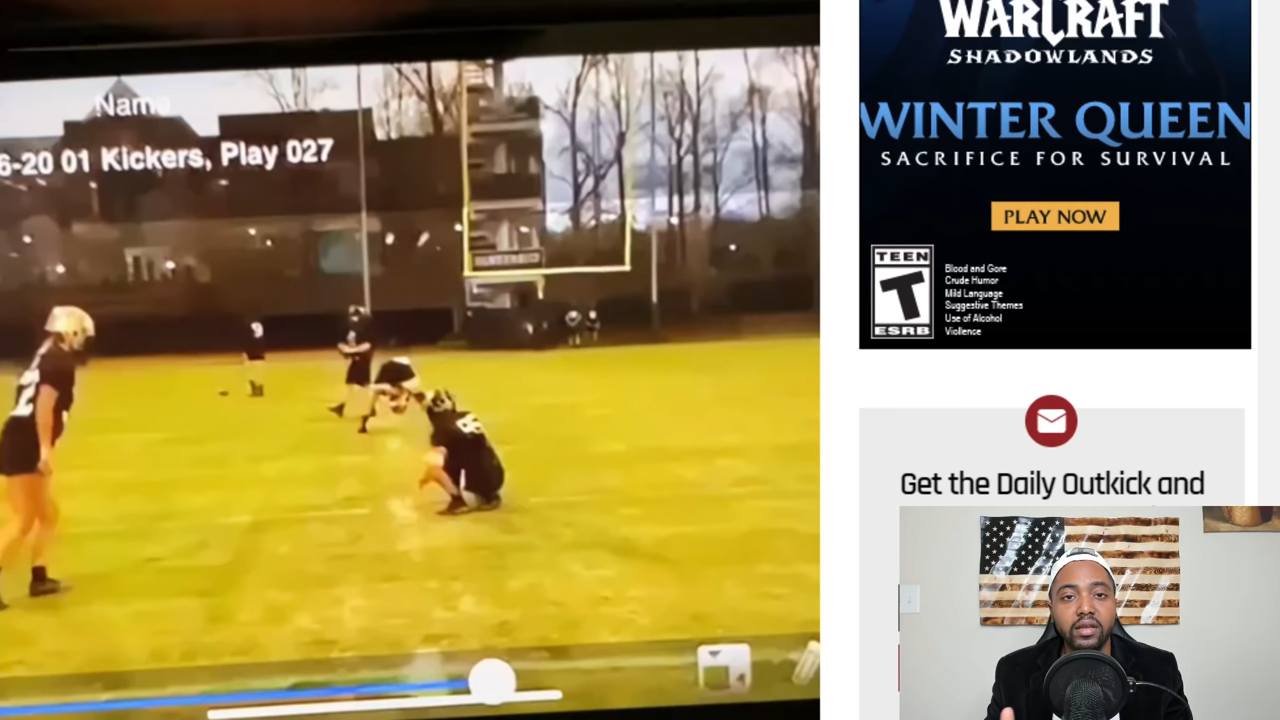 Name
6-20 01 Kickers, Play 027
WARCRAFT
SHADOWLANDS
WINTER QUEEN
SACRIFICE FOR SURVIVAL
PLAY NOW
TEEN
T
ESRB
Blood and Gore
Crude Humor
Mild Language
Suggestive Themes
Use of Alcohol
Violence
Get the Daily Outkick and